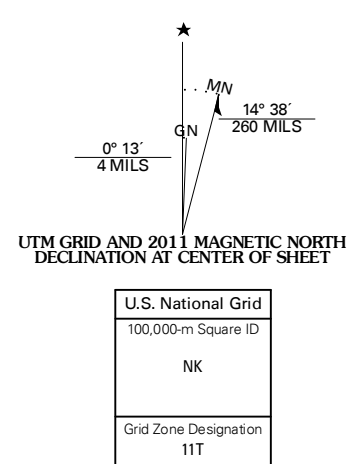 MN
14° 38´
260 MILS
GN
0° 13´
4 MILS
UTM GRID AND 2011 MAGNETIC NORTH
DECLINATION AT CENTER OF SHEET
U.S. National Grid
100,000-m Square ID
NK
Grid Zone Designation
11T